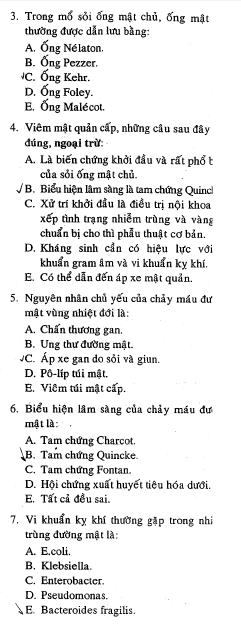 3. Trong mổ sỏi ống mật chủ, ống mật
thường được dẫn lưu bằng:
A. Ống Nélaton.
B. Ống Pezzer.
C. Ống Kehr.
D. Ống Foley.
E. Ống Malécot.
4. Viêm mật quản cấp, những câu sau đây
đúng, ngoại trừ:
A. Là biến chứng khởi đầu và rất phổ b
của sỏi ống mật chủ.
B. Biểu hiện lâm sàng là tam chứng Quincl
C. Xử trí khởi đầu là điều trị nội khoa
xếp tình trạng nhiễm trùng và vàng
chuẩn bị cho thì phẫu thuật cơ bản.
D. Kháng sinh cần có hiệu lực với
khuẩn gram âm và vi khuẩn kỵ khí.
E. Có thể dẫn đến áp xe mật quản.
5. Nguyên nhân chủ yếu của chảy máu đư
mật vùng nhiệt đới là:
A. Chấn thương gan.
B. Ung thư đường mật.
C. Áp xe gan do sỏi và giun.
D. Pô-líp túi mật.
E. Viêm túi mật cấp.
6. Biểu hiện lâm sàng của chảy máu đư
mật là:
A. Tam chứng Charcot.
B. Tam chứng Quincke.
C. Tam chứng Fontan.
D. Hội chứng xuất huyết tiêu hóa dưới.
E. Tất cả đều sai.
7. Vi khuẩn kỵ khí thường gặp trong nhi
trùng đường mật là:
A. E.coli.
B. Klebsiella.
C. Enterobacter.
D. Pseudomonas.
E. Bacteroides fragilis.